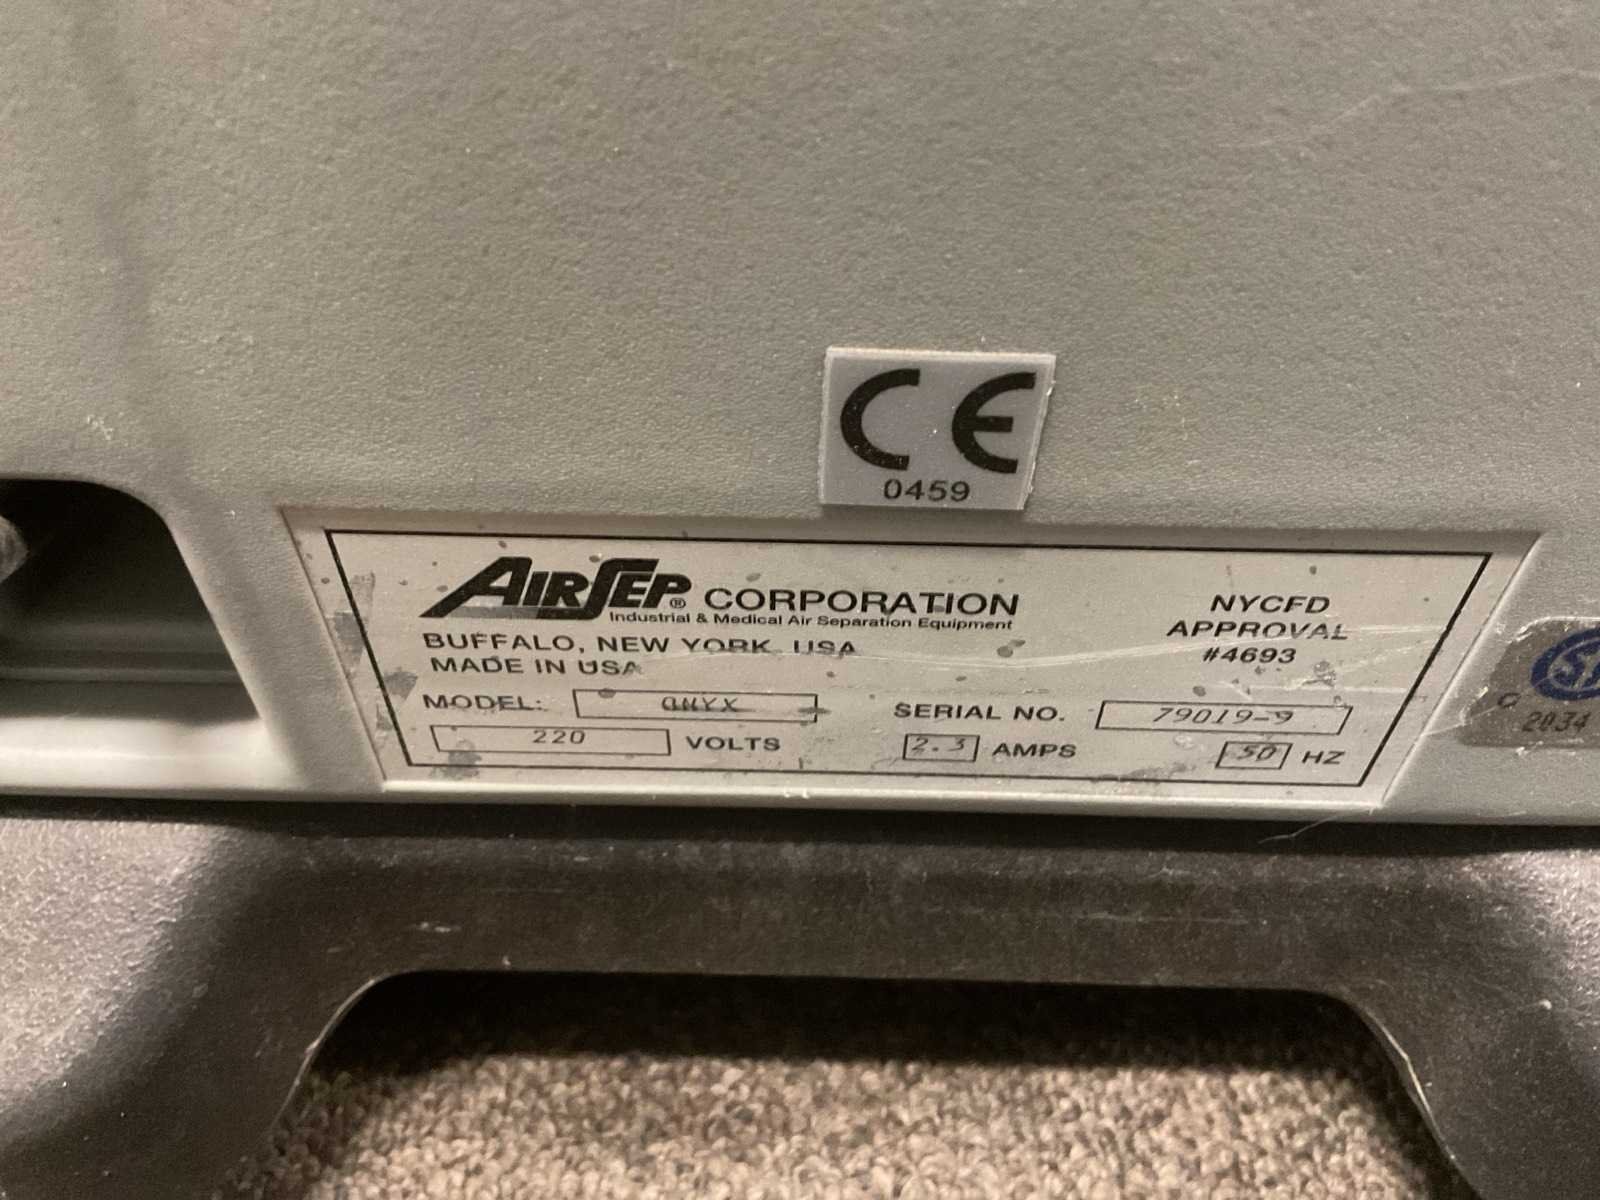 CE
0459
AIRSEP® CORPORATION
Industrial & Medical Air Separation Equipment
BUFFALO, NEW YORK USA
MADE IN USA
NYCFD
APPROVAL
#4693
MODEL: ONYX
SERIAL NO. 79019-9
220 VOLTS
2.3 AMPS
50 HZ
C
2034